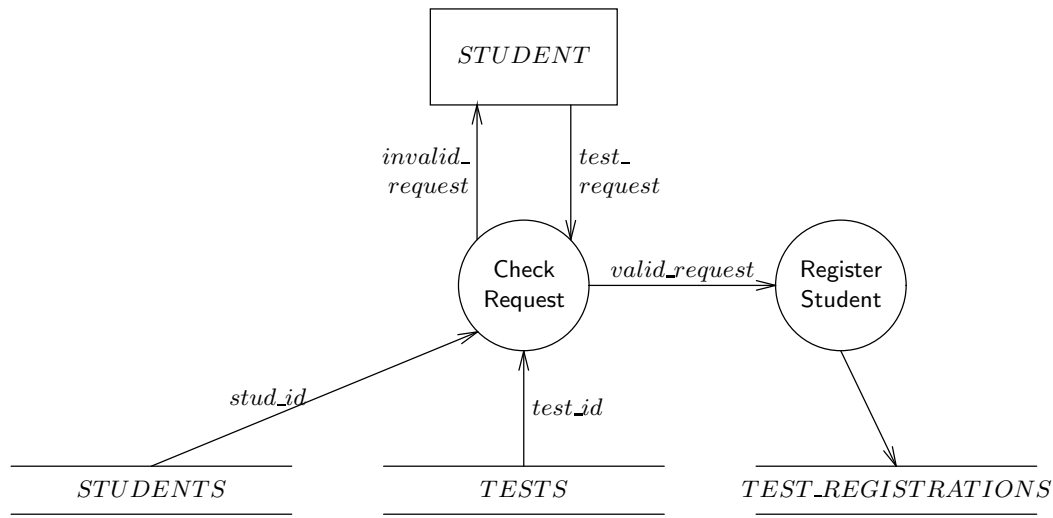 STUDENT
invalid_
request
test_
request
Check
Request
valid_request
Register
Student
stud_id
test_id
STUDENTS
TESTS
TEST_REGISTRATIONS